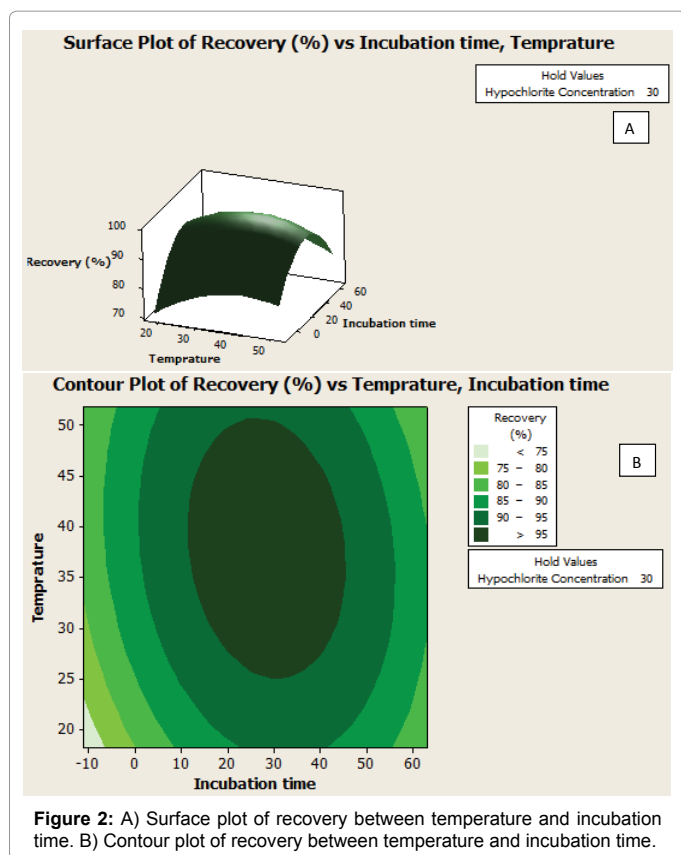 Surface Plot of Recovery (%) vs Incubation time, Temprature
Hold Values
Hypochlorite Concentration 30
A
100
90
80
70
Recovery (%)
20
30
40
50
Temprature
0
20
40
60
Incubation time
Contour Plot of Recovery (%) vs Temprature, Incubation time
50
45
40
35
30
25
20
Temprature
-10 0 10 20 30 40 50 60
Incubation time
Recovery
(%)
< 75
75 - 80
80 - 85
85 - 90
90 - 95
> 95
B
Hold Values
Hypochlorite Concentration 30
Figure 2: A) Surface plot of recovery between temperature and incubation
time. B) Contour plot of recovery between temperature and incubation time.